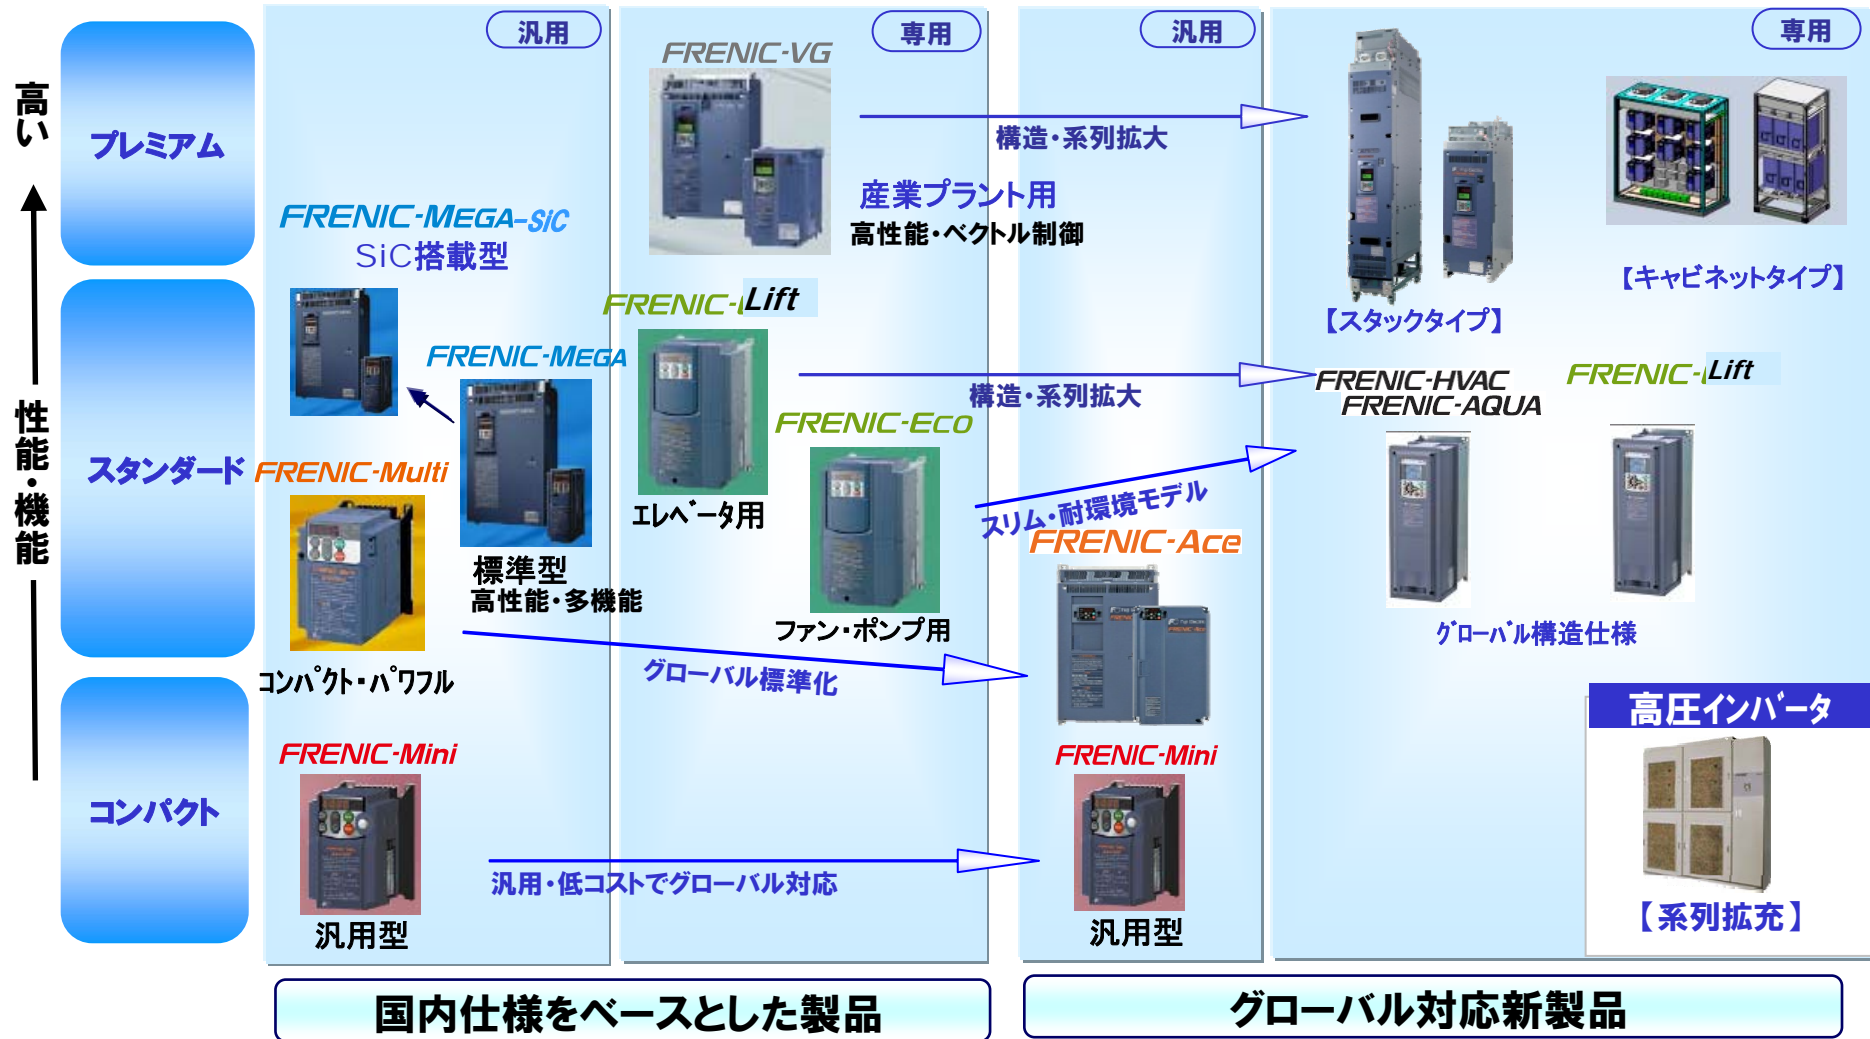 高い
性能・機能
プレミアム
スタンダード
コンパクト
汎用
FRENIC-MEGA-SiC
SiC搭載型
FRENIC-MEGA
標準型
高性能・多機能
FRENIC-Multi
コンパクト・パワフル
FRENIC-Mini
汎用型
専用
FRENIC-VG
産業プラント用
高性能・ベクトル制御
FRENIC-Lift
エレベータ用
FRENIC-Eco
ファン・ポンプ用
構造・系列拡大
構造・系列拡大
スリム・耐環境モデル
グローバル標準化
汎用・低コストでグローバル対応
汎用
FRENIC-Ace
FRENIC-Mini
汎用型
専用
【スタックタイプ】
【キャビネットタイプ】
FRENIC-HVAC
FRENIC-AQUA
FRENIC-Lift
グローバル構造仕様
高圧インバータ
【系列拡充】
国内仕様をベースとした製品
グローバル対応新製品